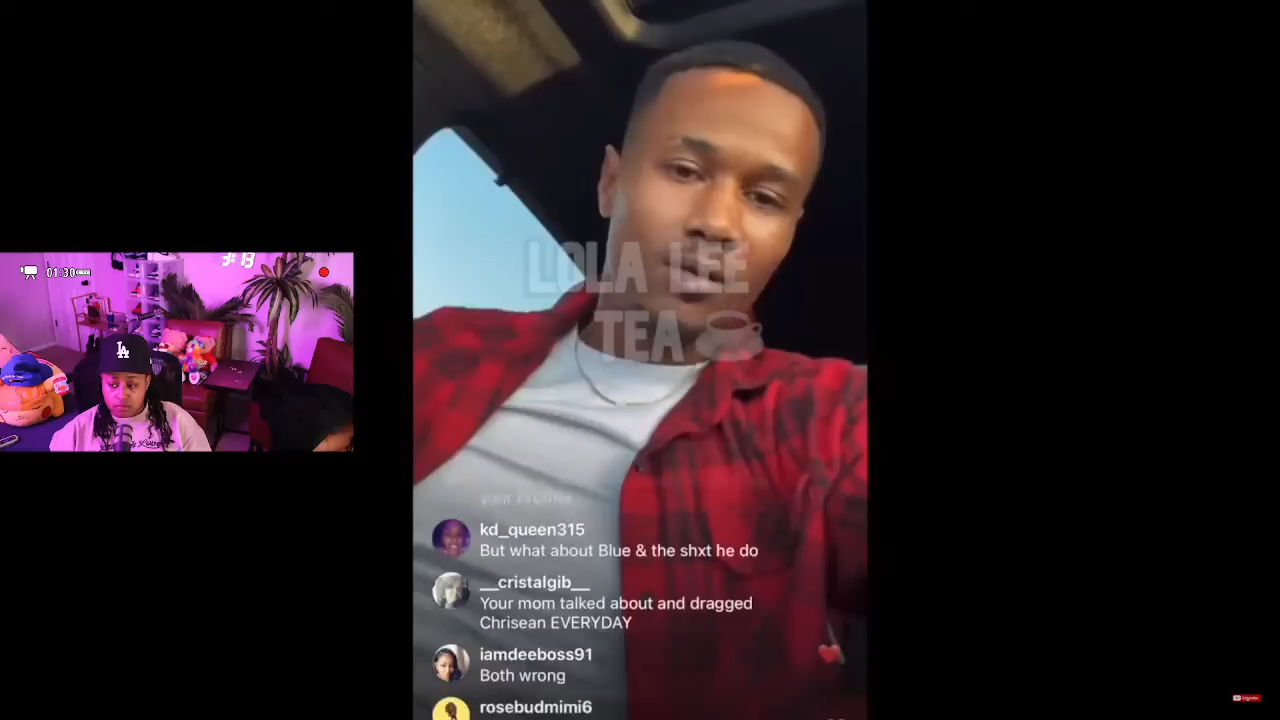 LOLA LEE
TEA
01:30
LA
kd_queen315
But what about Blue & the shxt he do
__cristalgib__
Your mom talked about and dragged
Chrisean EVERYDAY
iamdeeboss91
Both wrong
rosebudmimi6